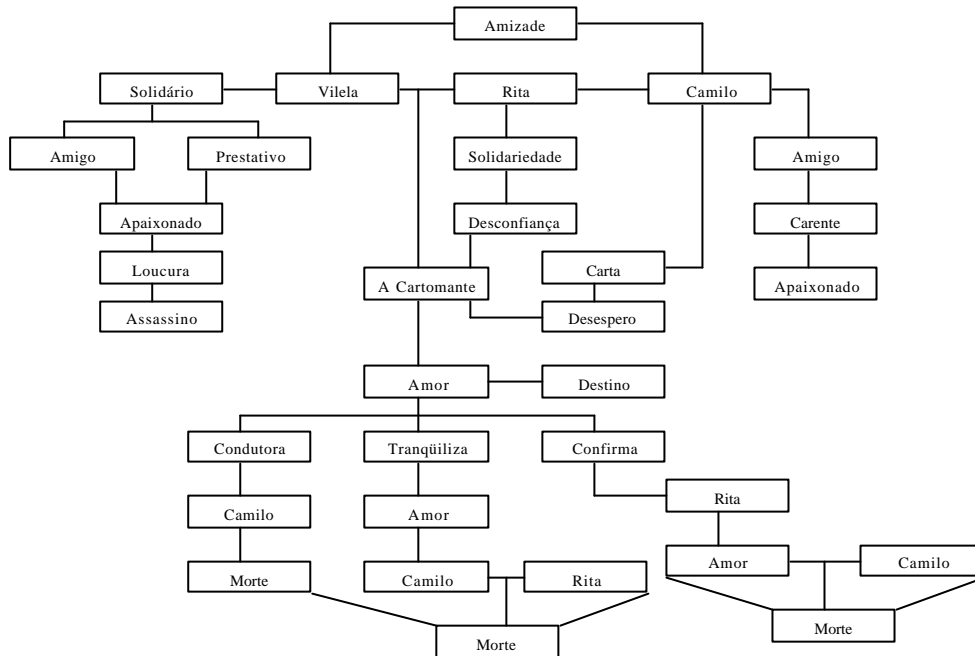 Amizade
Solidário
Vilela
Rita
Camilo
Amigo
Prestativo
Solidariedade
Amigo
Apaixonado
Desconfiança
Carente
Loucura
A Cartomante
Carta
Apaixonado
Assassino
Desespero
Amor
Destino
Condutora
Tranqüiliza
Confirma
Rita
Camilo
Amor
Amor
Camilo
Morte
Camilo
Rita
Morte
Morte